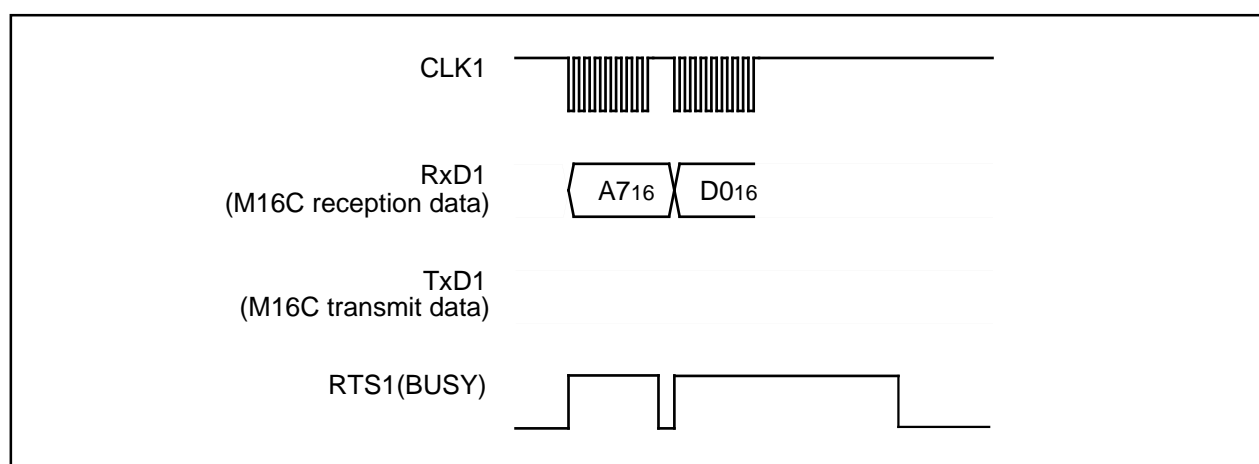 CLK1
RxD1
(M16C reception data)
A716
D016
TxD1
(M16C transmit data)
RTS1(BUSY)